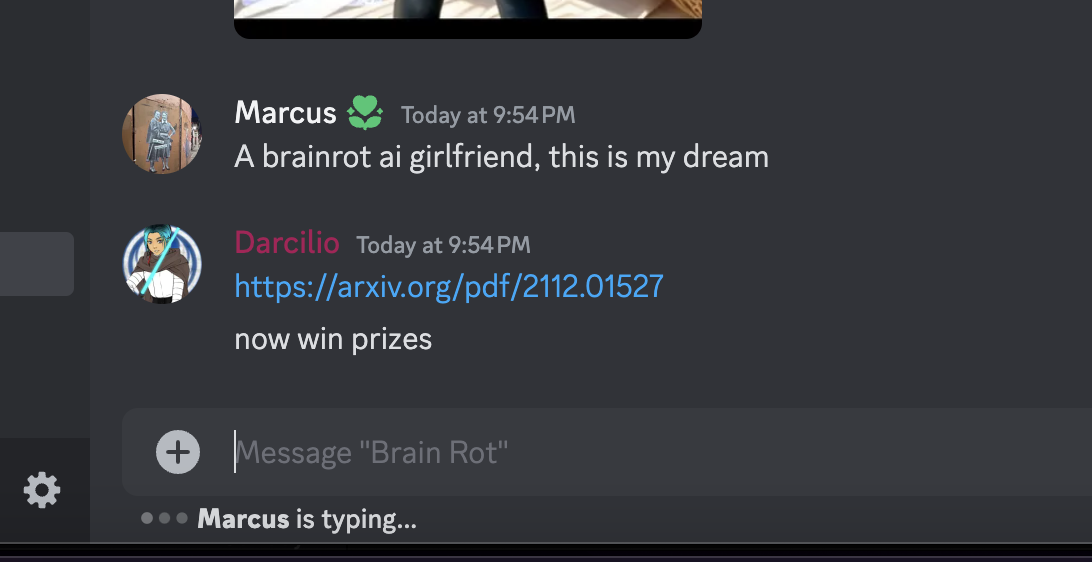 Marcus Today at 9:54 PM
A brainrot ai girlfriend, this is my dream
Darcilio Today at 9:54 PM
https://arxiv.org/pdf/2112.01527
now win prizes
Message "Brain Rot"
Marcus is typing...